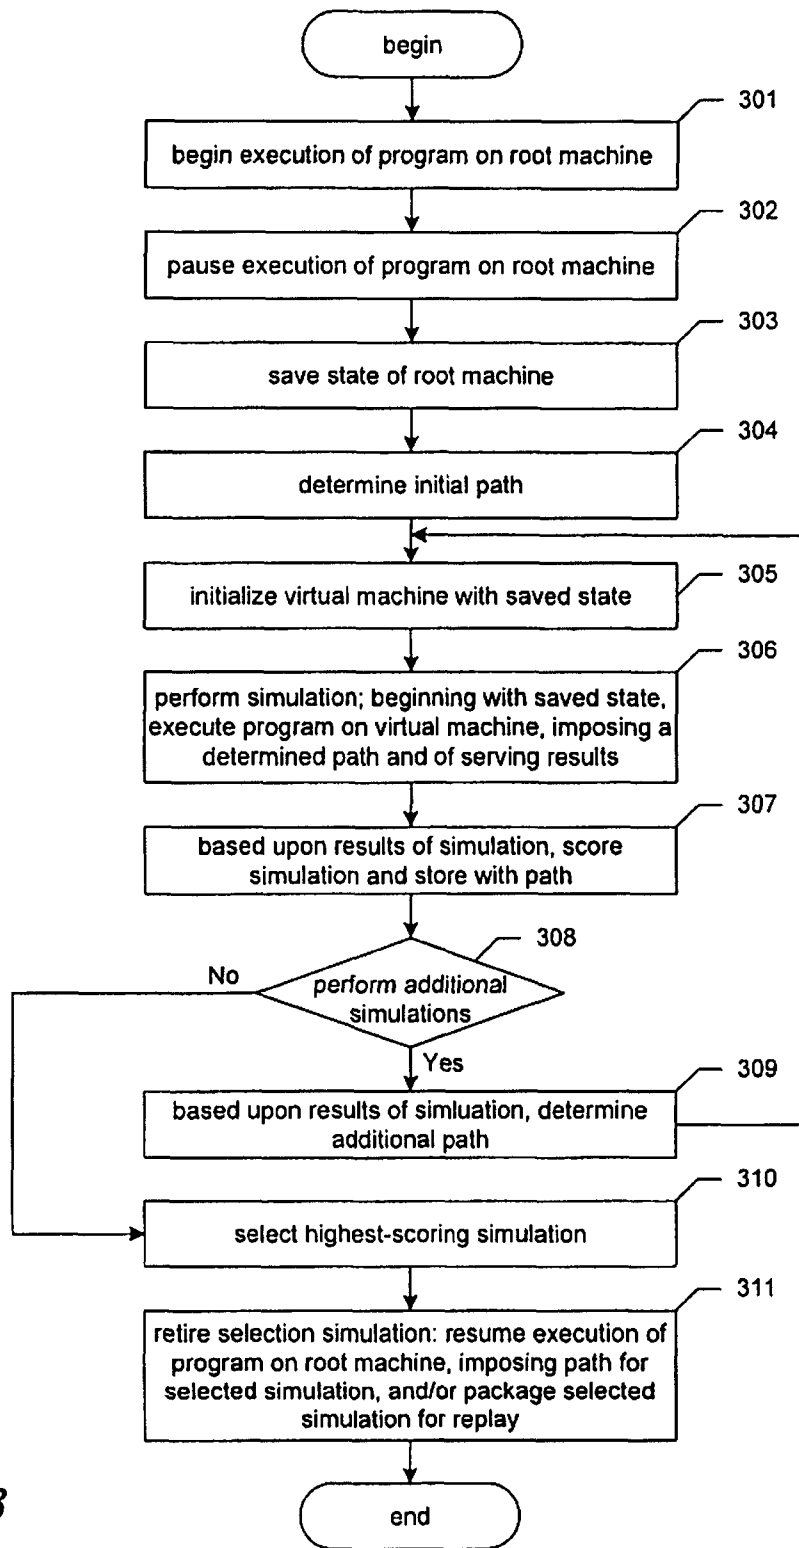 begin
301
begin execution of program on root machine
302
pause execution of program on root machine
303
save state of root machine
304
determine initial path
305
initialize virtual machine with saved state
306
perform simulation; beginning with saved state,
execute program on virtual machine, imposing a
determined path and of serving results
307
based upon results of simulation, score
simulation and store with path
308
No
perform additional
simulations
Yes
309
based upon results of simluation, determine
additional path
310
select highest-scoring simulation
311
retire selection simulation: resume execution of
program on root machine, imposing path for
selected simulation, and/or package selected
simulation for replay
end